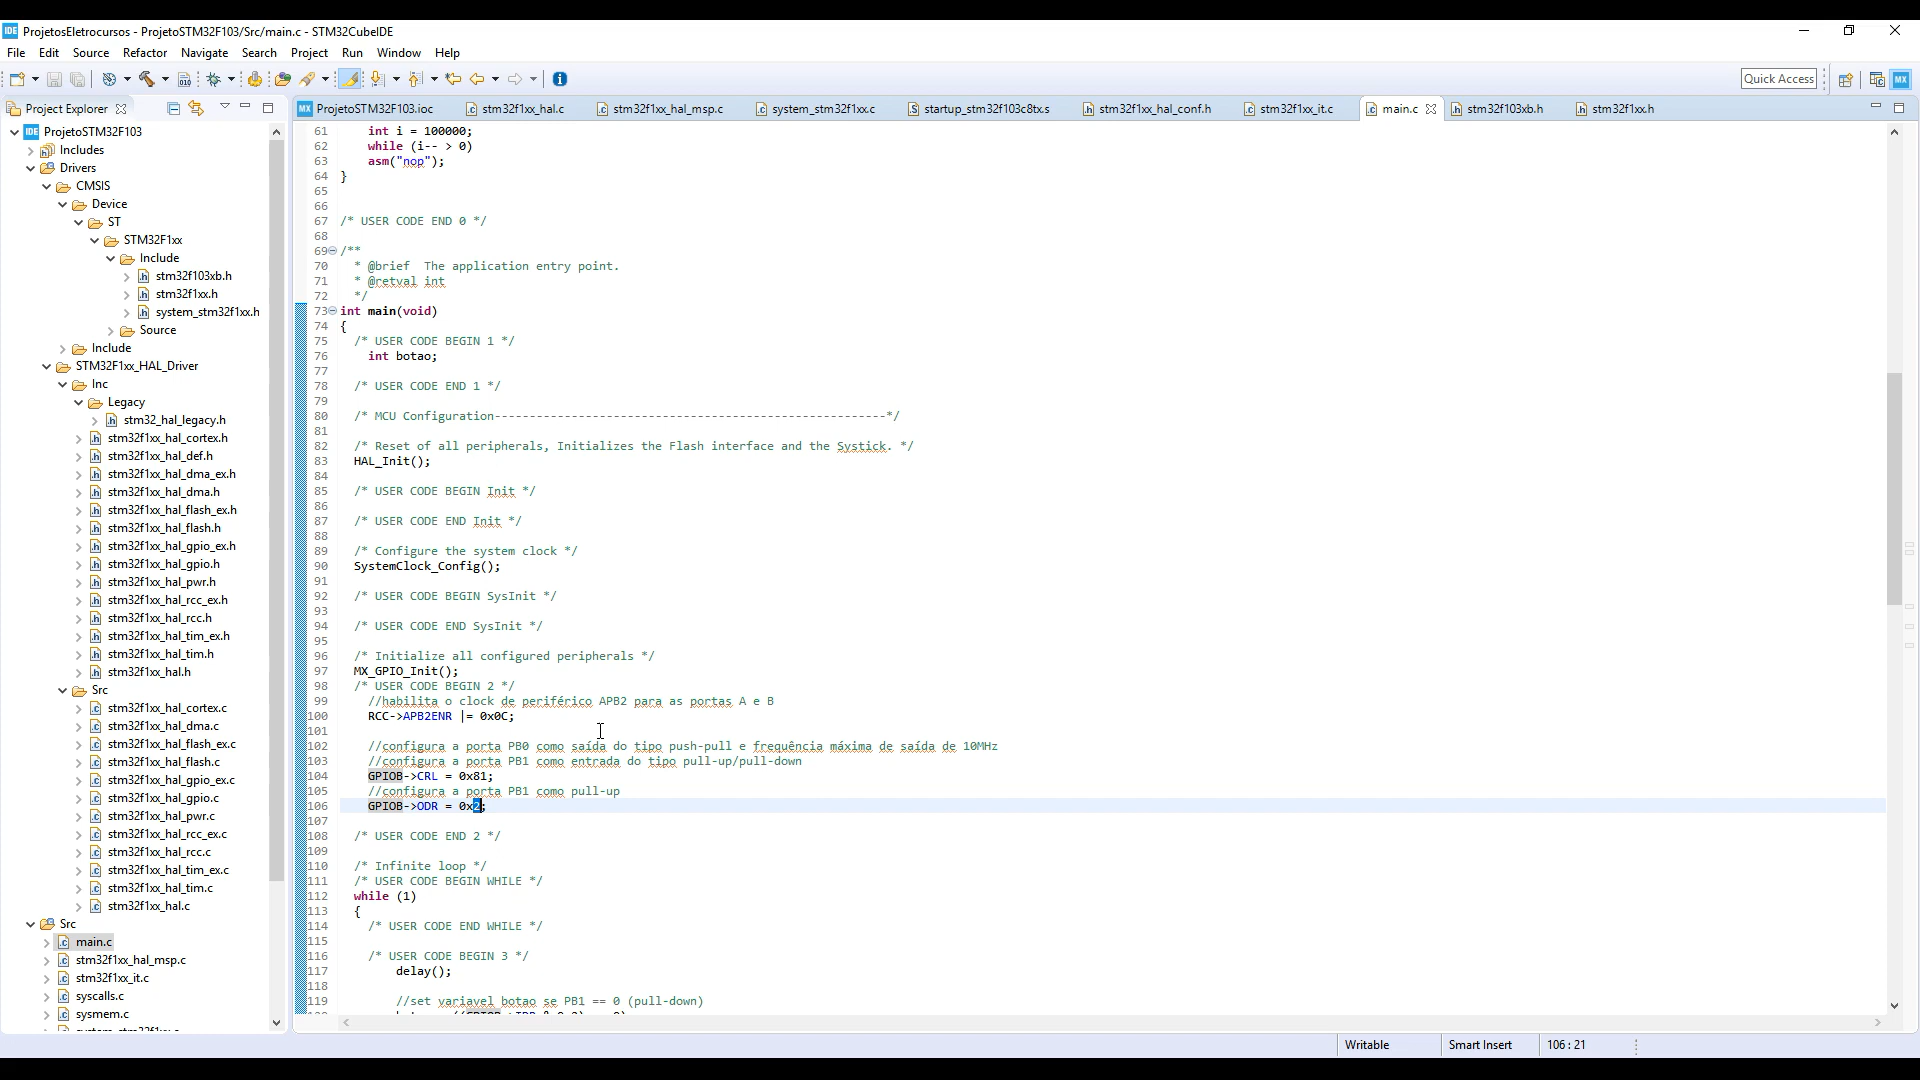 IDE ProjetosEletrocursos - ProjetoSTM32F103/Src/main.c - STM32CubeIDE
File Edit Source Refactor Navigate Search Project Run Window Help
Quick Access
MX
Project Explorer
MX ProjetoSTM32F103.ioc stm32f1xx_hal.c stm32f1xx_hal_msp.c system_stm32f1xx.c startup_stm32f103c8tx.s stm32f1xx_hal_conf.h stm32f1xx_it.c main.c stm32f103xb.h stm32f1xx.h
IDE ProjetoSTM32F103
Includes
Drivers
CMSIS
Device
ST
STM32F1xx
Include
stm32f103xb.h
stm32f1xx.h
system_stm32f1xx.h
Source
Include
STM32F1xx_HAL_Driver
Inc
Legacy
stm32_hal_legacy.h
stm32f1xx_hal_cortex.h
stm32f1xx_hal_def.h
stm32f1xx_hal_dma_ex.h
stm32f1xx_hal_dma.h
stm32f1xx_hal_flash_ex.h
stm32f1xx_hal_flash.h
stm32f1xx_hal_gpio_ex.h
stm32f1xx_hal_gpio.h
stm32f1xx_hal_pwr.h
stm32f1xx_hal_rcc_ex.h
stm32f1xx_hal_rcc.h
stm32f1xx_hal_tim_ex.h
stm32f1xx_hal_tim.h
stm32f1xx_hal.h
Src
stm32f1xx_hal_cortex.c
stm32f1xx_hal_dma.c
stm32f1xx_hal_flash_ex.c
stm32f1xx_hal_flash.c
stm32f1xx_hal_gpio_ex.c
stm32f1xx_hal_gpio.c
stm32f1xx_hal_pwr.c
stm32f1xx_hal_rcc_ex.c
stm32f1xx_hal_rcc.c
stm32f1xx_hal_tim_ex.c
stm32f1xx_hal_tim.c
stm32f1xx_hal.c
Src
main.c
stm32f1xx_hal_msp.c
stm32f1xx_it.c
syscalls.c
sysmem.c
61 int i = 100000;
62 while (i-- > 0)
63 asm("nop");
64 }
65
66
67 /* USER CODE END 0 */
68
69 /**
70 * @brief  The application entry point.
71 * @retval int
72 */
73 int main(void)
74 {
75 /* USER CODE BEGIN 1 */
76 int botao;
77
78 /* USER CODE END 1 */
79
80 /* MCU Configuration--------------------------------------------------------*/
81
82 /* Reset of all peripherals, Initializes the Flash interface and the Systick. */
83 HAL_Init();
84
85 /* USER CODE BEGIN Init */
86
87 /* USER CODE END Init */
88
89 /* Configure the system clock */
90 SystemClock_Config();
91
92 /* USER CODE BEGIN SysInit */
93
94 /* USER CODE END SysInit */
95
96 /* Initialize all configured peripherals */
97 MX_GPIO_Init();
98 /* USER CODE BEGIN 2 */
99 //habilita o clock de periférico APB2 para as portas A e B
100 RCC->APB2ENR |= 0x0C;
101
102 //configura a porta PB0 como saída do tipo push-pull e frequência máxima de saída de 10MHz
103 //configura a porta PB1 como entrada do tipo pull-up/pull-down
104 GPIOB->CRL = 0x81;
105 //configura a porta PB1 como pull-up
106 GPIOB->ODR = 0x2;
107
108 /* USER CODE END 2 */
109
110 /* Infinite loop */
111 /* USER CODE BEGIN WHILE */
112 while (1)
113 {
114 /* USER CODE END WHILE */
115
116 /* USER CODE BEGIN 3 */
117 delay();
118
119 //set variavel botao se PB1 == 0 (pull-down)
Writable Smart Insert 106 : 21